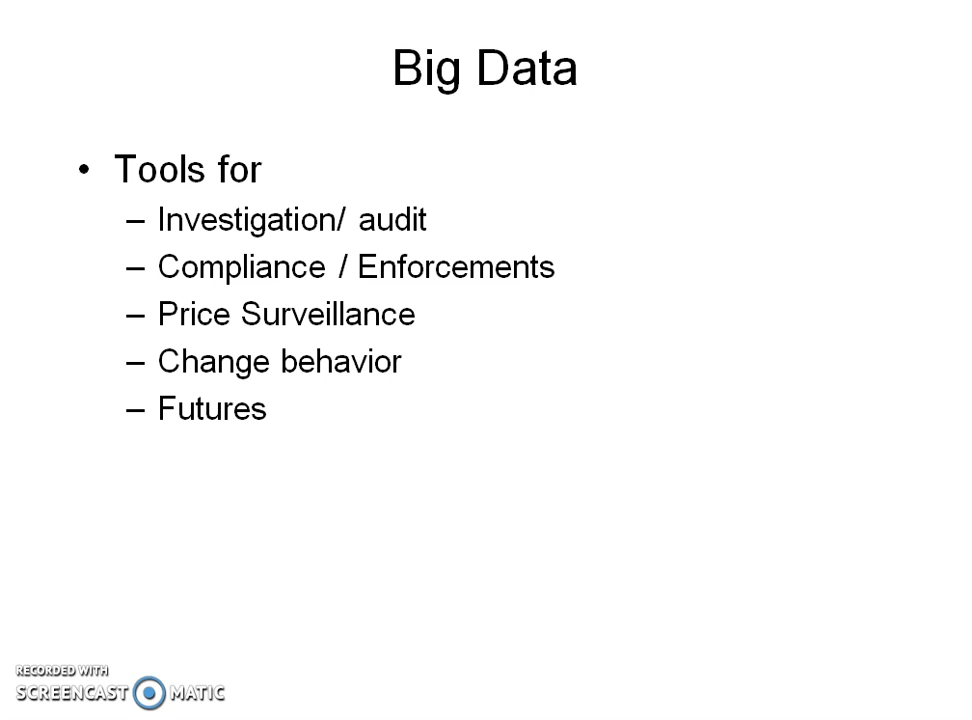 Big Data
• Tools for
– Investigation/ audit
– Compliance / Enforcements
– Price Surveillance
– Change behavior
– Futures
RECORDED WITH
SCREENCAST MATIC